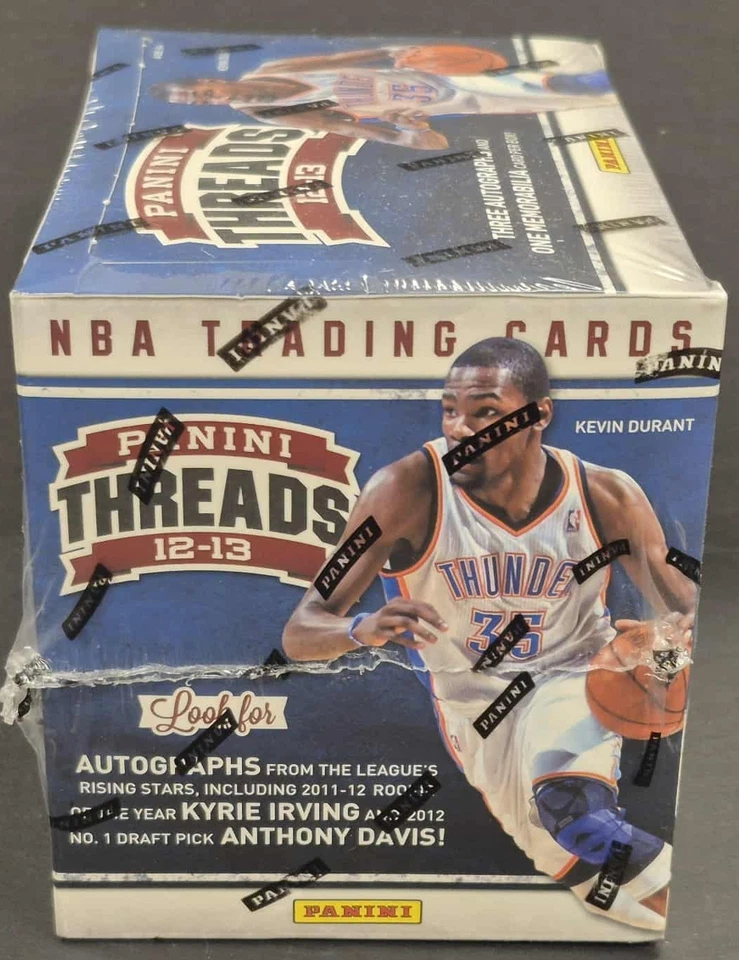 PANINI
THREADS
12-13
THREE AUTOGRAPHS AND
ONE MEMORABILIA CARD PER BOX!
PANINI
NBA TRADING CARDS
KEVIN DURANT
PANINI
THREADS
12-13
THUNDER
35
Look for
AUTOGRAPHS FROM THE LEAGUE'S
RISING STARS, INCLUDING 2011-12 ROOKIE
OF THE YEAR KYRIE IRVING AND 2012
NO. 1 DRAFT PICK ANTHONY DAVIS!
PANINI